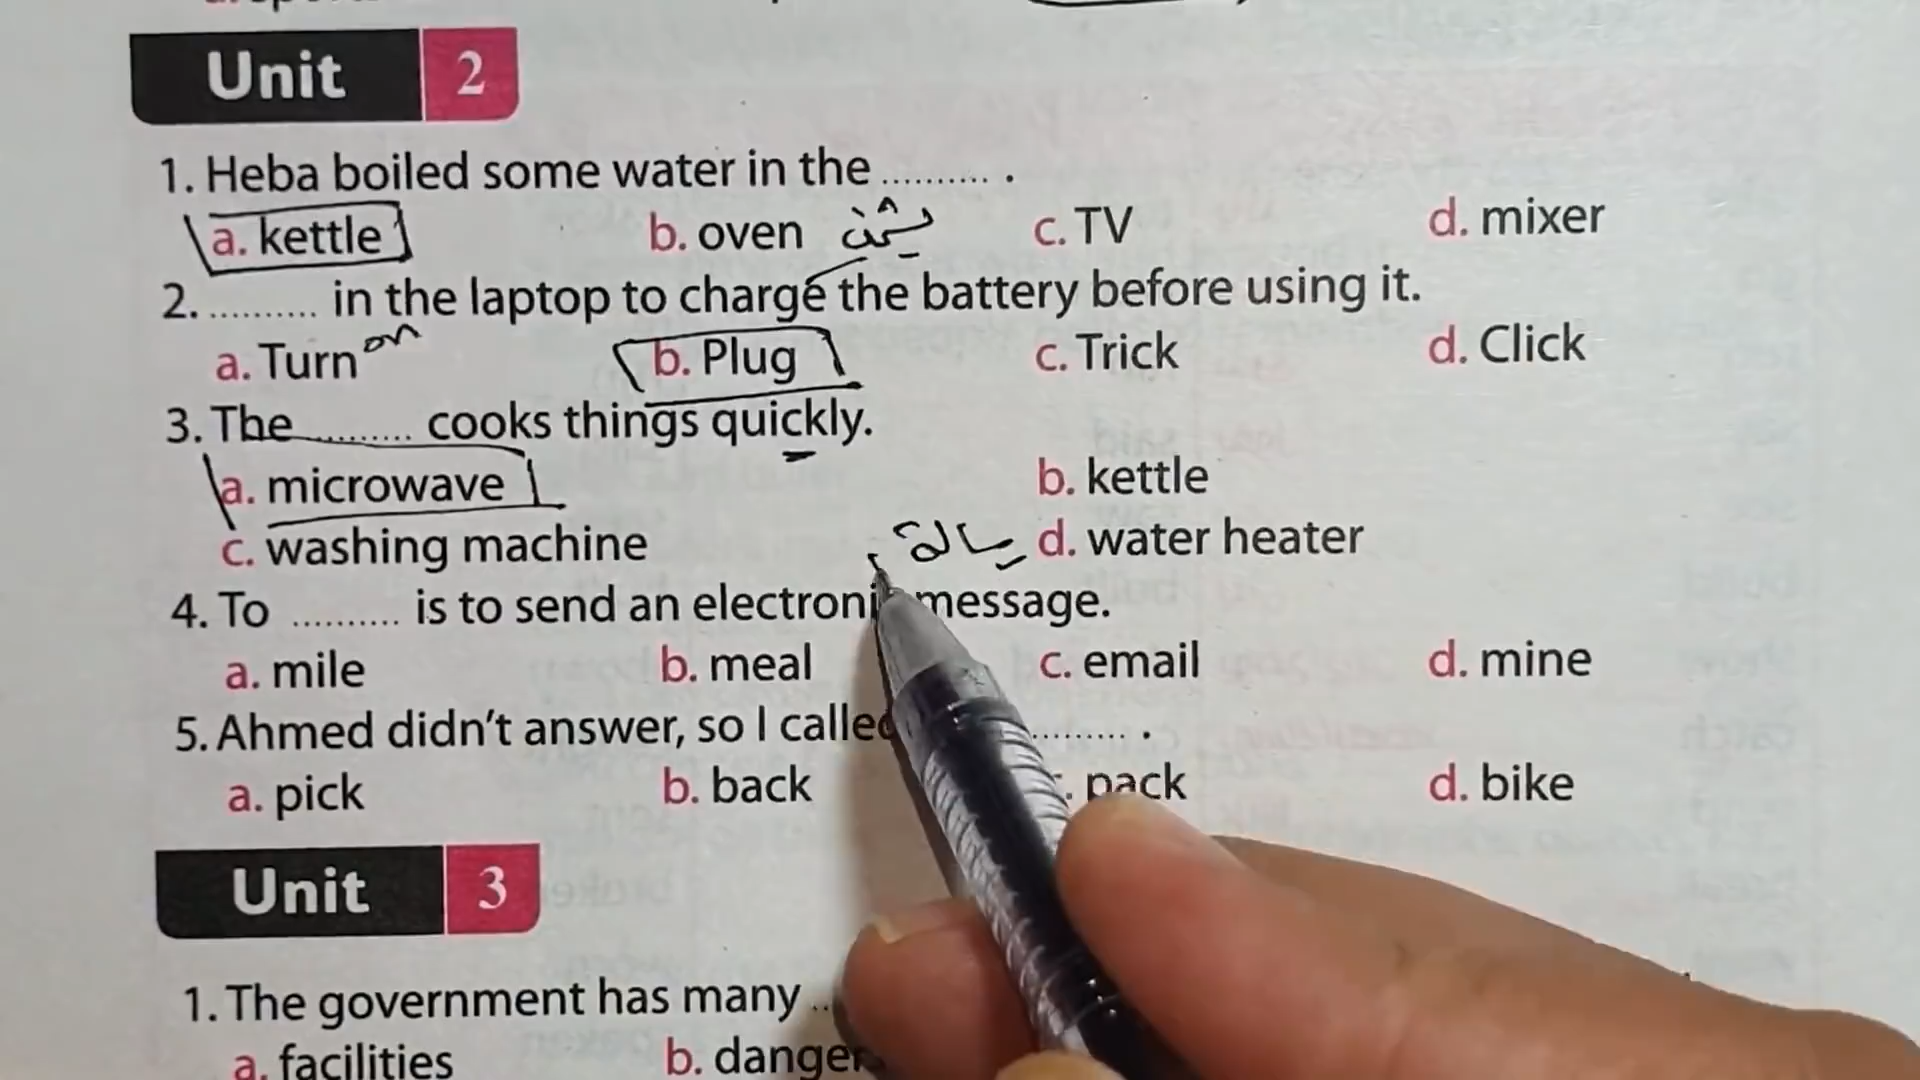 Unit 2
1. Heba boiled some water in the .......... .
a. kettle b. oven c. TV d. mixer
يشحن
2. .......... in the laptop to charge the battery before using it.
a. Turn on b. Plug c. Trick d. Click
3. The .......... cooks things quickly.
a. microwave b. kettle
c. washing machine d. water heater
4. To .......... is to send an electronic message.
a. mile b. meal c. email d. mine
5. Ahmed didn't answer, so I called .......... .
a. pick b. back c. pack d. bike
Unit 3
1. The government has many
a. facilities b.